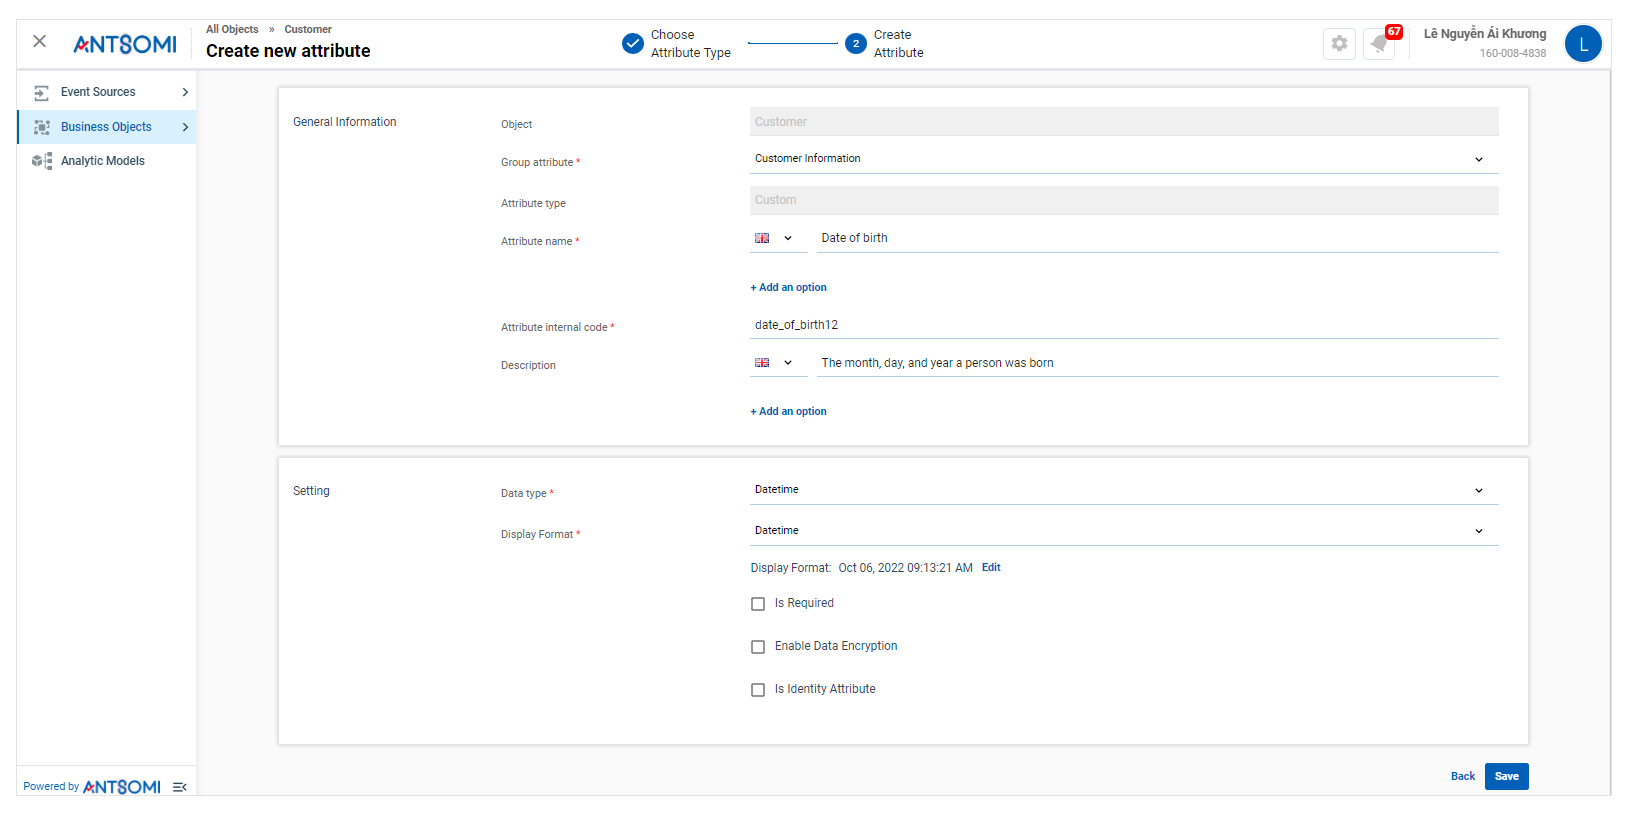 ANTSOMI
All Objects » Customer
Create new attribute
Choose
Attribute Type
2
Create
Attribute
67
Lê Nguyễn Ái Khương
160-008-4838
L
Event Sources
Business Objects
Analytic Models
General Information
Object
Customer
Group attribute *
Customer Information
Attribute type
Custom
Attribute name *
Date of birth
+ Add an option
Attribute internal code *
date_of_birth12
Description
The month, day, and year a person was born
+ Add an option
Setting
Data type *
Datetime
Display Format *
Datetime
Display Format: Oct 06, 2022 09:13:21 AM Edit
Is Required
Enable Data Encryption
Is Identity Attribute
Powered by ANTSOMI
Back
Save